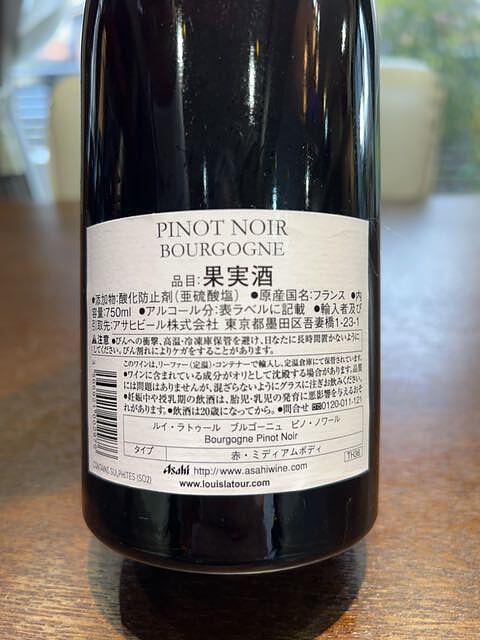 PINOT NOIR
BOURGOGNE
品目:果実酒
●添加物:酸化防止剤(亜硫酸塩) ●原産国名:フランス ●内
容量:750ml ●アルコール分:表ラベルに記載 ●輸入者及び
引取先:アサヒビール株式会社 東京都墨田区吾妻橋1-23-1
⚠注意 ●びんへの衝撃、高温・冷凍庫保管を避け、日なたに長時間置かないように
してください。びん割れによりケガをすることがあります。
このワインは、リーファー(定温)・コンテナーで輸入し、定温倉庫にて保管されています。
●ワインに含まれている成分がオリとして沈殿する場合があります。品質
には問題はありませんが、混ざらないようにグラスに注ぎお飲みください。
●妊娠中や授乳期の飲酒は、胎児・乳児の発育に悪影響を与えるおそ
れがあります。●飲酒は20歳になってから。●問合せ 0120-011-121
ルイ・ラトゥール ブルゴーニュ ピノ・ノワール
Bourgogne Pinot Noir
タイプ 赤・ミディアムボディ
Asahi http://www.asahiwine.com TH36
www.louislatour.com
CONTAINS SULPHITES (SO2)